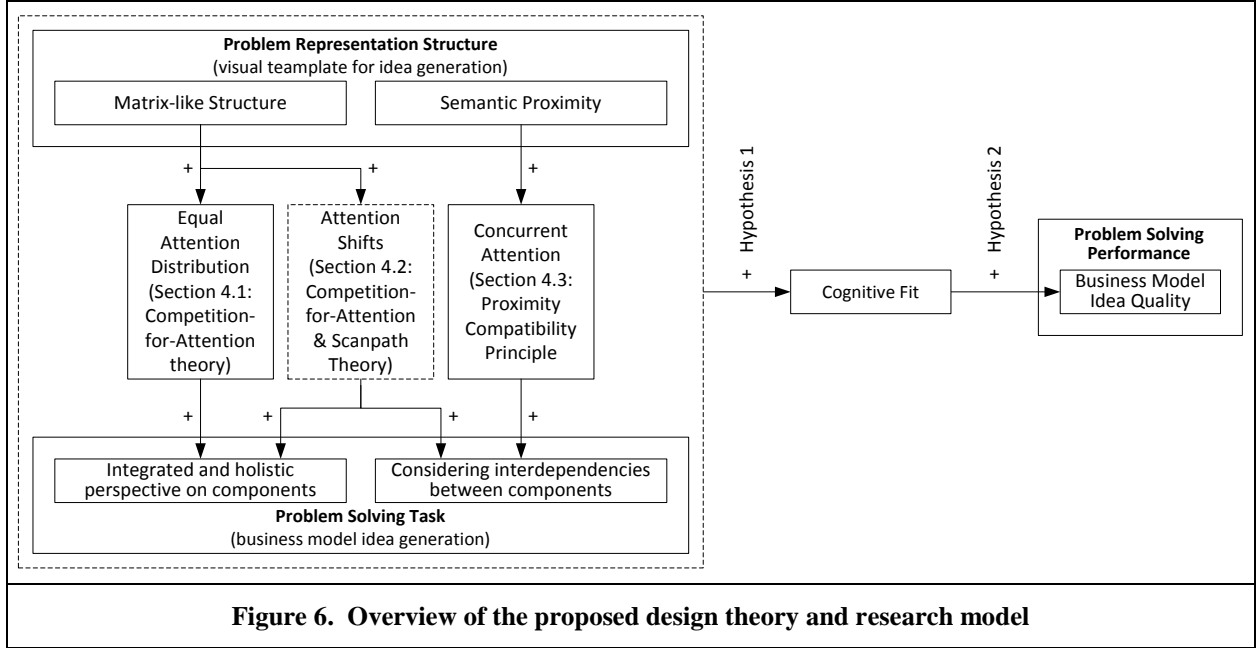 Problem Representation Structure
(visual teamplate for idea generation)
Matrix-like Structure
Semantic Proximity
+
+
+
Equal
Attention
Distribution
(Section 4.1:
Competition-
for-Attention
theory)
Attention
Shifts
(Section 4.2:
Competition-
for-Attention
& Scanpath
Theory)
Concurrent
Attention
(Section 4.3:
Proximity
Compatibility
Principle
+
+
+
+
Integrated and holistic
perspective on components
Considering interdependencies
between components
Problem Solving Task
(business model idea generation)
+ Hypothesis 1
Cognitive Fit
+ Hypothesis 2
Problem Solving
Performance
Business Model
Idea Quality
Figure 6. Overview of the proposed design theory and research model